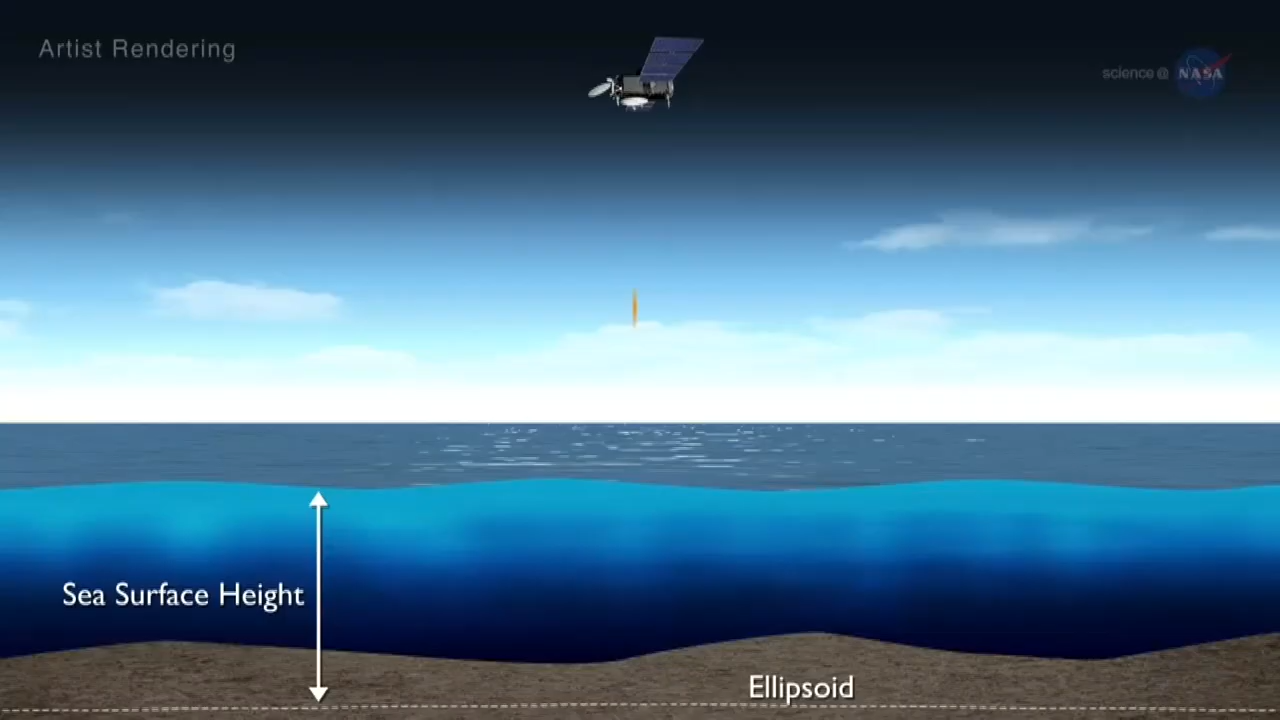 Artist Rendering
science@ NASA
Sea Surface Height
Ellipsoid